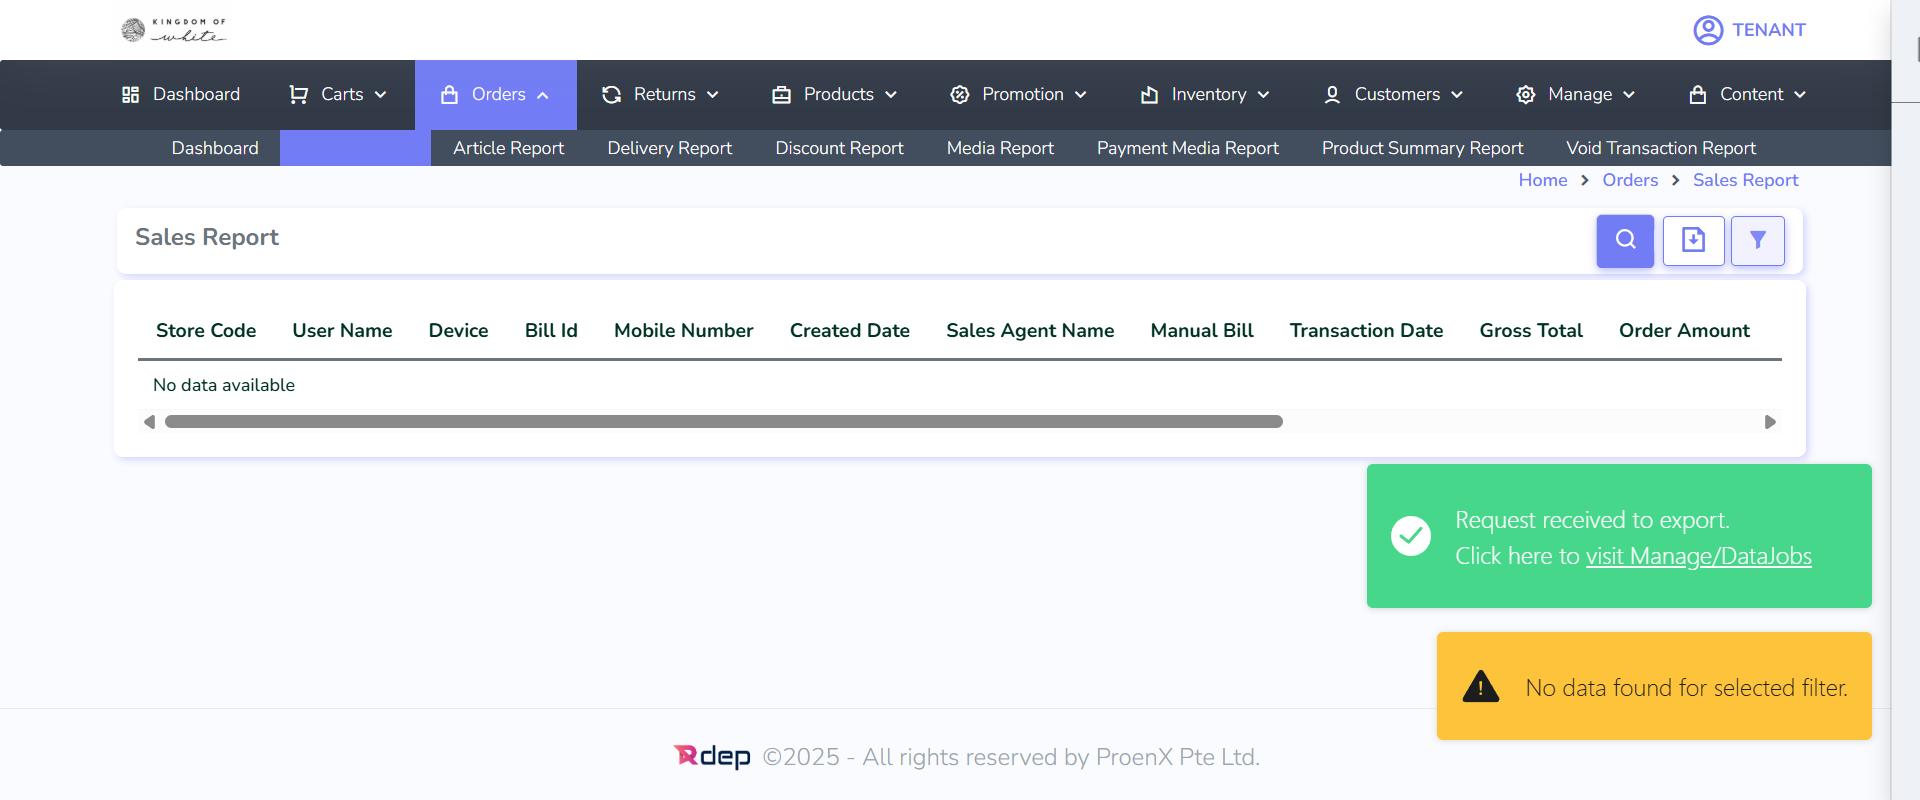 KINGDOM OF
white
TENANT
Dashboard Carts Orders Returns Products Promotion Inventory Customers Manage Content
Dashboard Article Report Delivery Report Discount Report Media Report Payment Media Report Product Summary Report Void Transaction Report
Home > Orders > Sales Report
Sales Report
Store Code User Name Device Bill Id Mobile Number Created Date Sales Agent Name Manual Bill Transaction Date Gross Total Order Amount
No data available
Request received to export.
Click here to visit Manage/DataJobs
No data found for selected filter.
Rdep ©2025 - All rights reserved by ProenX Pte Ltd.